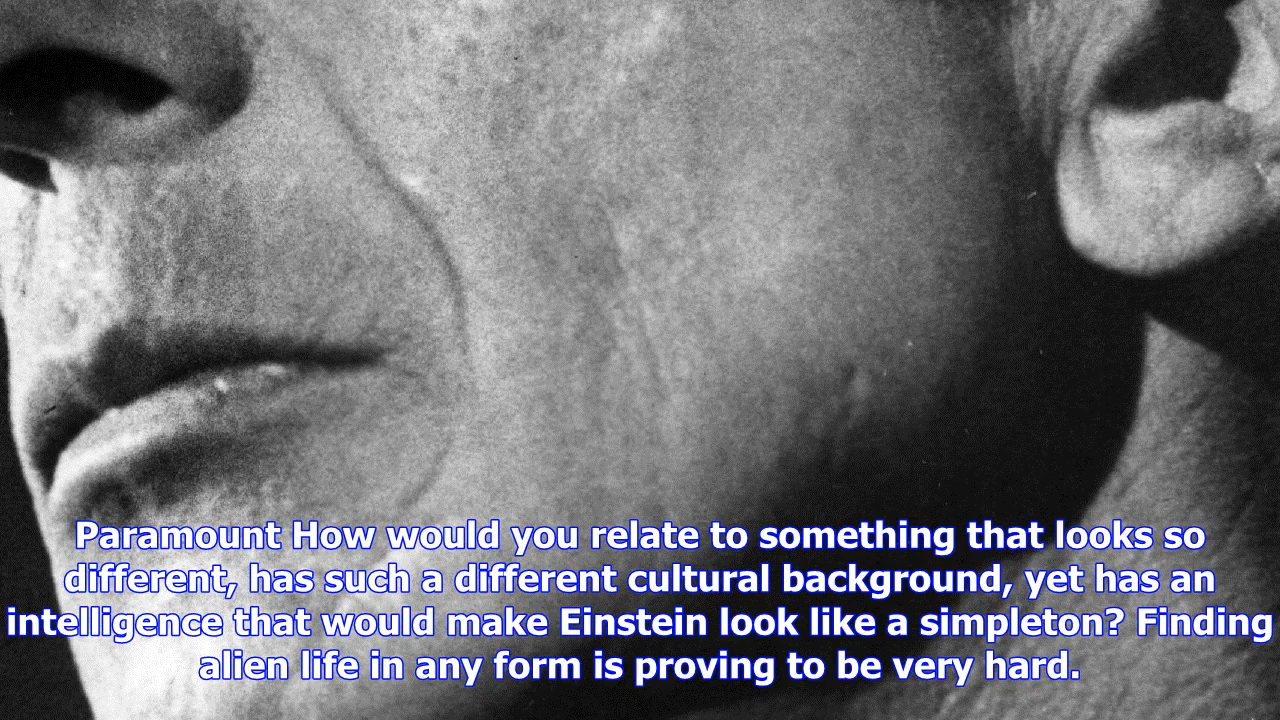 Paramount How would you relate to something that looks so
different, has such a different cultural background, yet has an
intelligence that would make Einstein look like a simpleton? Finding
alien life in any form is proving to be very hard.